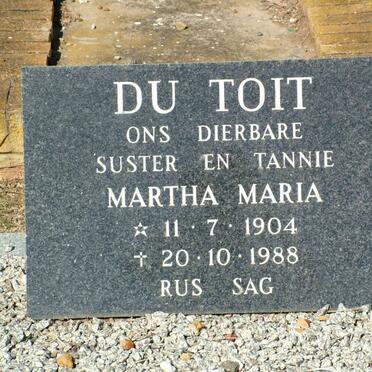 DU TOIT
ONS DIERBARE
SUSTER EN TANNIE
MARTHA MARIA
☆ 11·7·1904
† 20·10·1988
RUS SAG